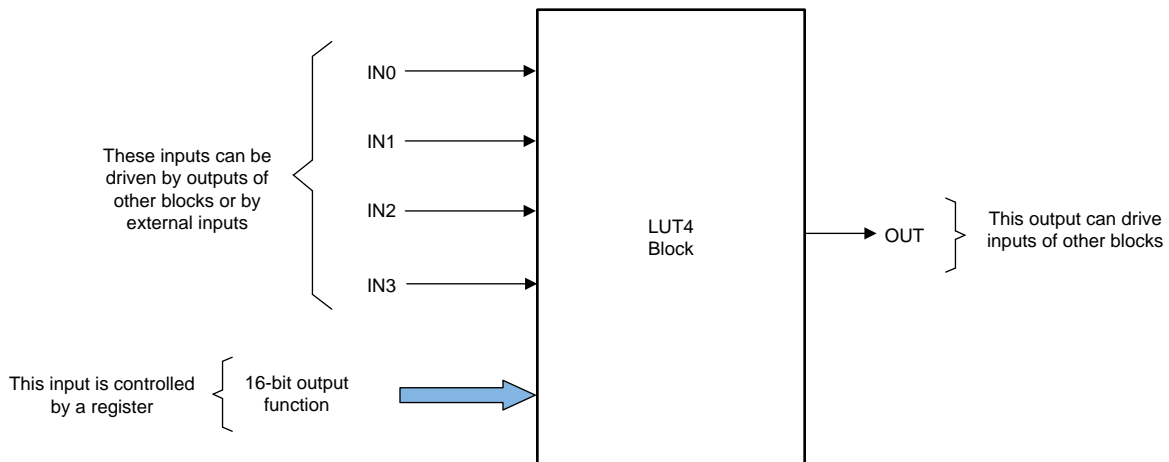 IN0
IN1
These inputs can be
driven by outputs of
other blocks or by
external inputs
IN2
IN3
LUT4
Block
OUT
This output can drive
inputs of other blocks
This input is controlled
by a register
16-bit output
function